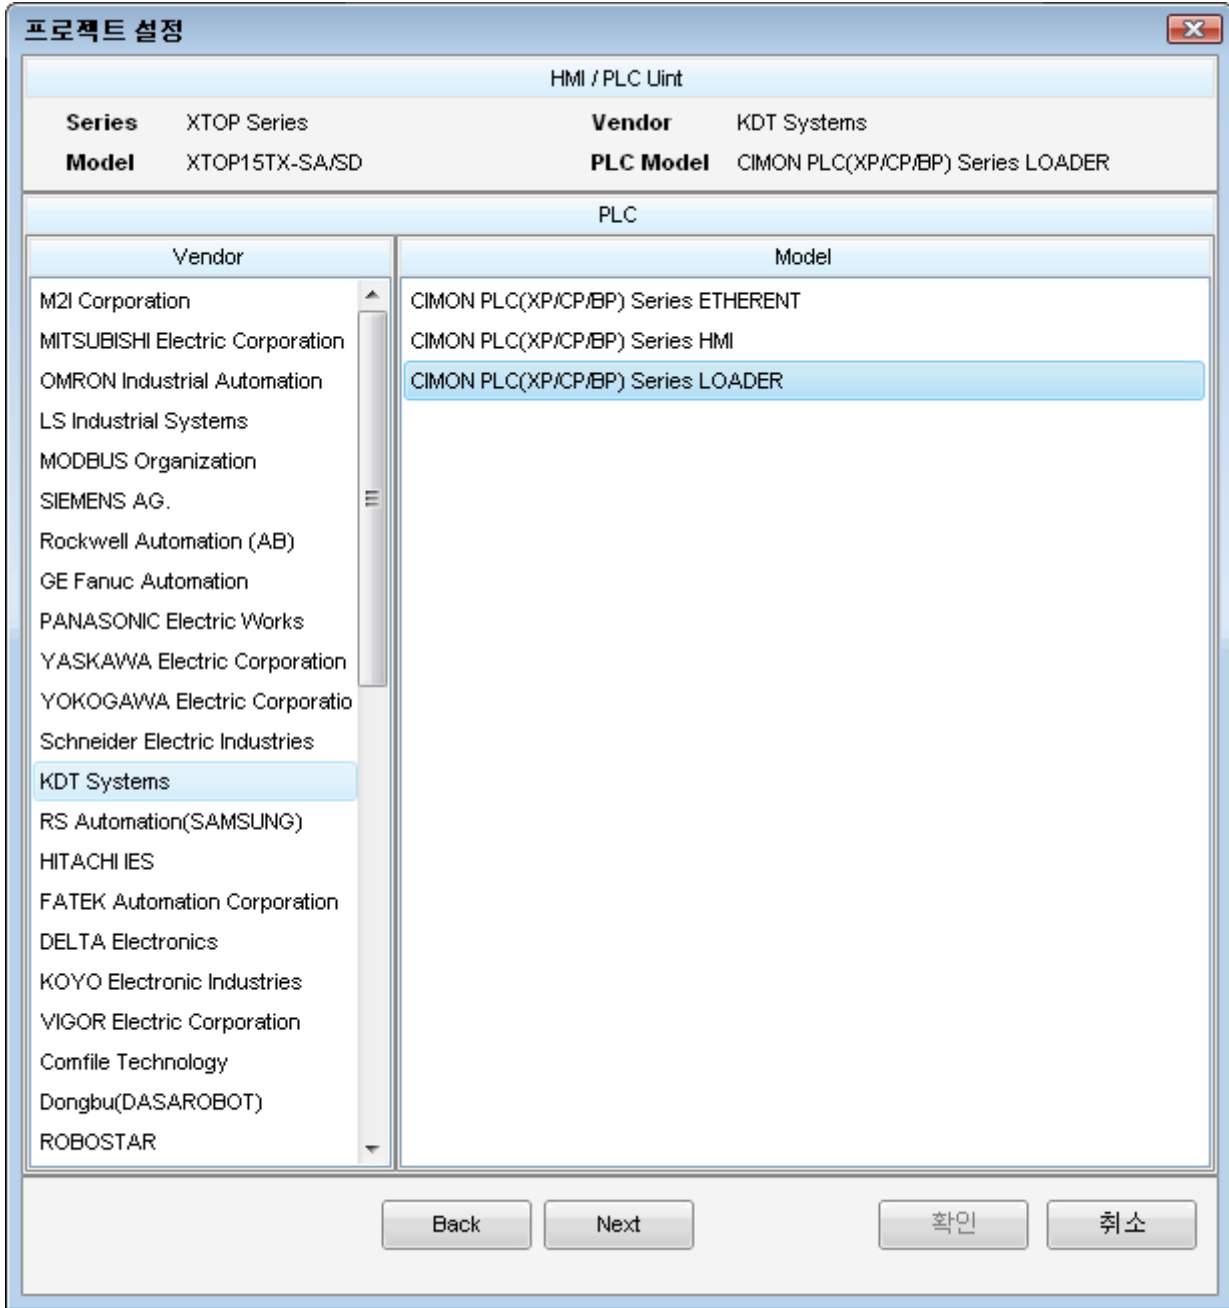 프로젝트 설정
HMI / PLC Uint
Series XTOP Series Vendor KDT Systems
Model XTOP15TX-SA/SD PLC Model CIMON PLC(XP/CP/BP) Series LOADER
PLC
Vendor
M2I Corporation
MITSUBISHI Electric Corporation
OMRON Industrial Automation
LS Industrial Systems
MODBUS Organization
SIEMENS AG.
Rockwell Automation (AB)
GE Fanuc Automation
PANASONIC Electric Works
YASKAWA Electric Corporation
YOKOGAWA Electric Corporatio
Schneider Electric Industries
KDT Systems
RS Automation(SAMSUNG)
HITACHI IES
FATEK Automation Corporation
DELTA Electronics
KOYO Electronic Industries
VIGOR Electric Corporation
Comfile Technology
Dongbu(DASAROBOT)
ROBOSTAR
Model
CIMON PLC(XP/CP/BP) Series ETHERENT
CIMON PLC(XP/CP/BP) Series HMI
CIMON PLC(XP/CP/BP) Series LOADER
Back Next 확인 취소